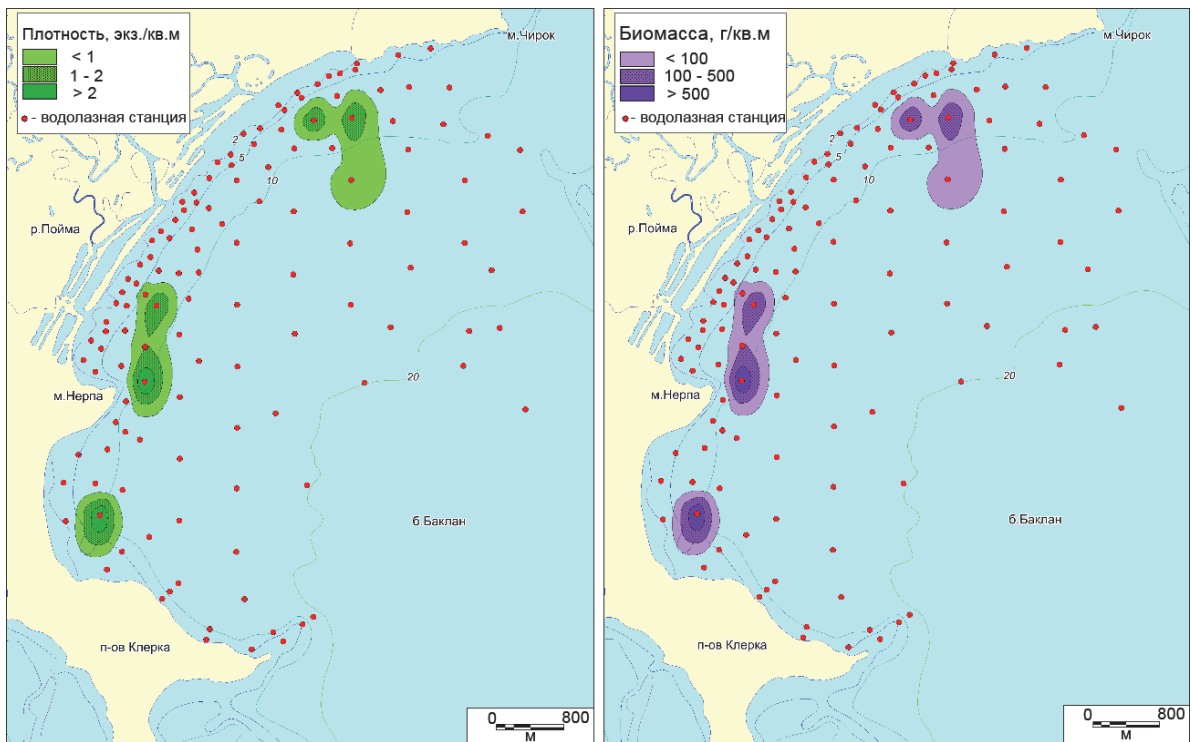 Плотность, экз./кв.м
< 1
1 - 2
> 2
- водолазная станция
м.Чирок
2
5
10
р.Пойма
м.Нерпа
20
б.Баклан
п-ов Клерка
0 800
м
Биомасса, г/кв.м
< 100
100 - 500
> 500
- водолазная станция
м.Чирок
2
5
10
р.Пойма
м.Нерпа
20
б.Баклан
п-ов Клерка
0 800
м